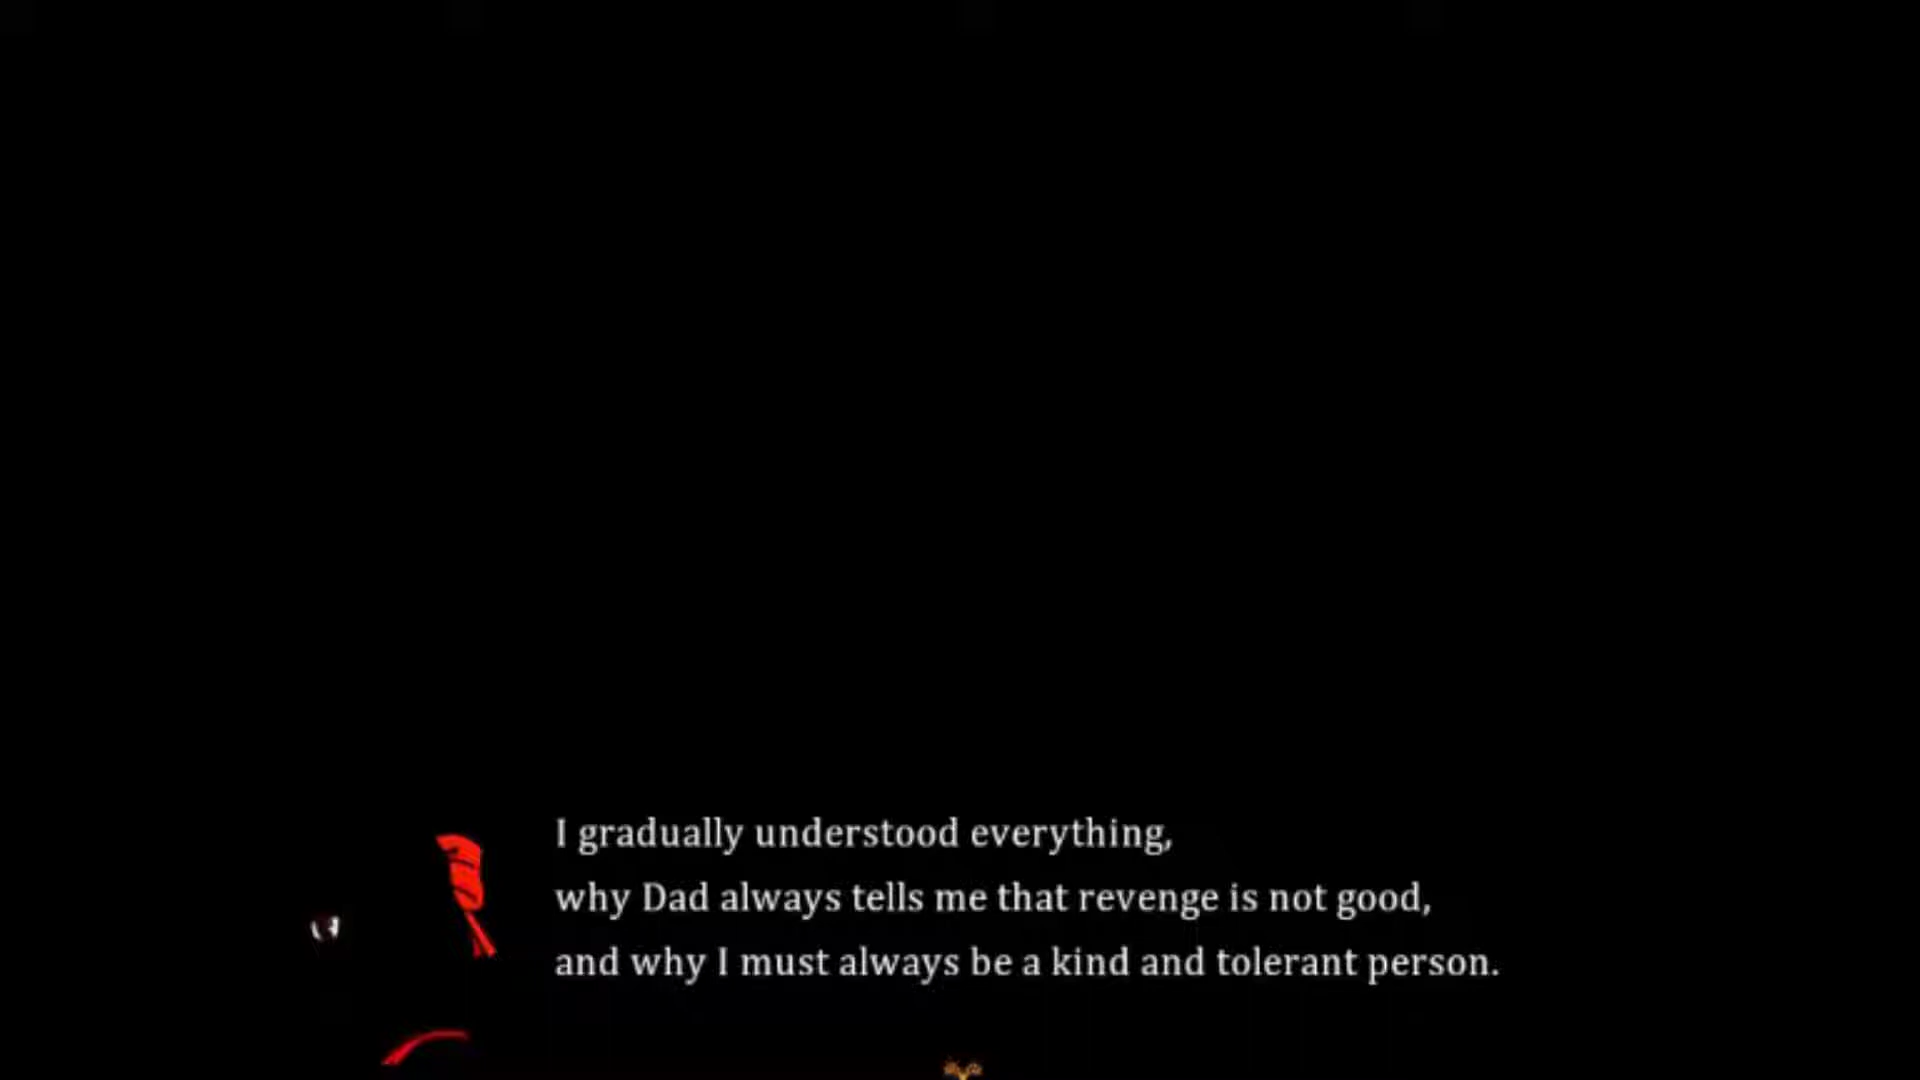 I gradually understood everything,
why Dad always tells me that revenge is not good,
and why I must always be a kind and tolerant person.